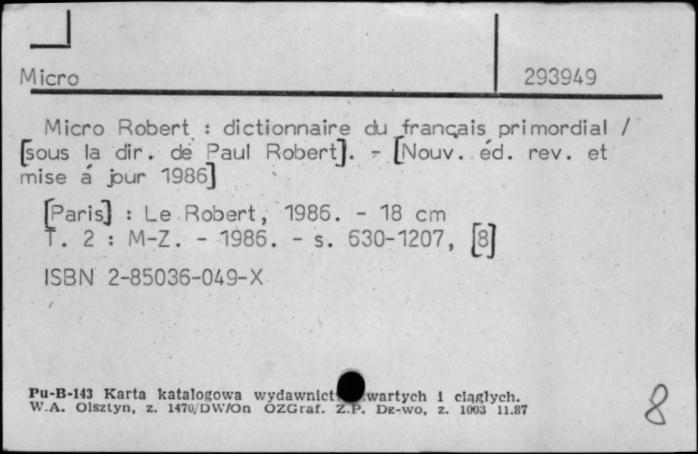 Micro 293949
Micro Robert : dictionnaire du français primordial /
[sous la dir. de Paul Robert]. - [Nouv. éd. rev. et
mise á jour 1986]
[Paris] : Le Robert, 1986. - 18 cm
T. 2 : M-Z. - 1986. - s. 630-1207, [8]
ISBN 2-85036-049-X
Pu-B-143 Karta katalogowa wydawnict wartych i ciągłych.
W.A. Olsztyn, z. 1470/DW/On OZGraf. Z.P. Dz-wo, z. 1003 11.87
8